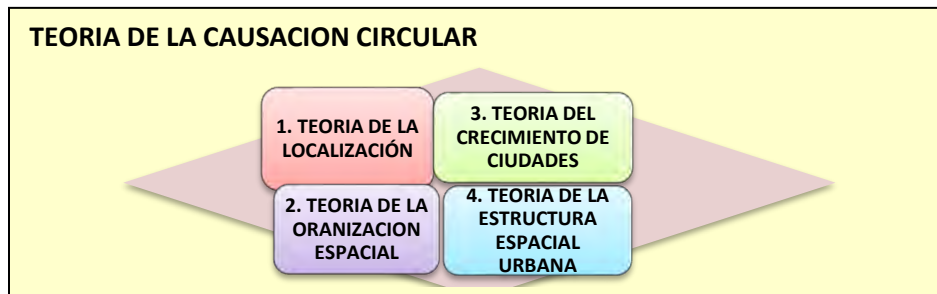 TEORIA DE LA CAUSACION CIRCULAR
1. TEORIA DE LA
LOCALIZACIÓN
2. TEORIA DE LA
ORANIZACION
ESPACIAL
3. TEORIA DEL
CRECIMIENTO DE
CIUDADES
4. TEORIA DE LA
ESTRUCTURA
ESPACIAL
URBANA